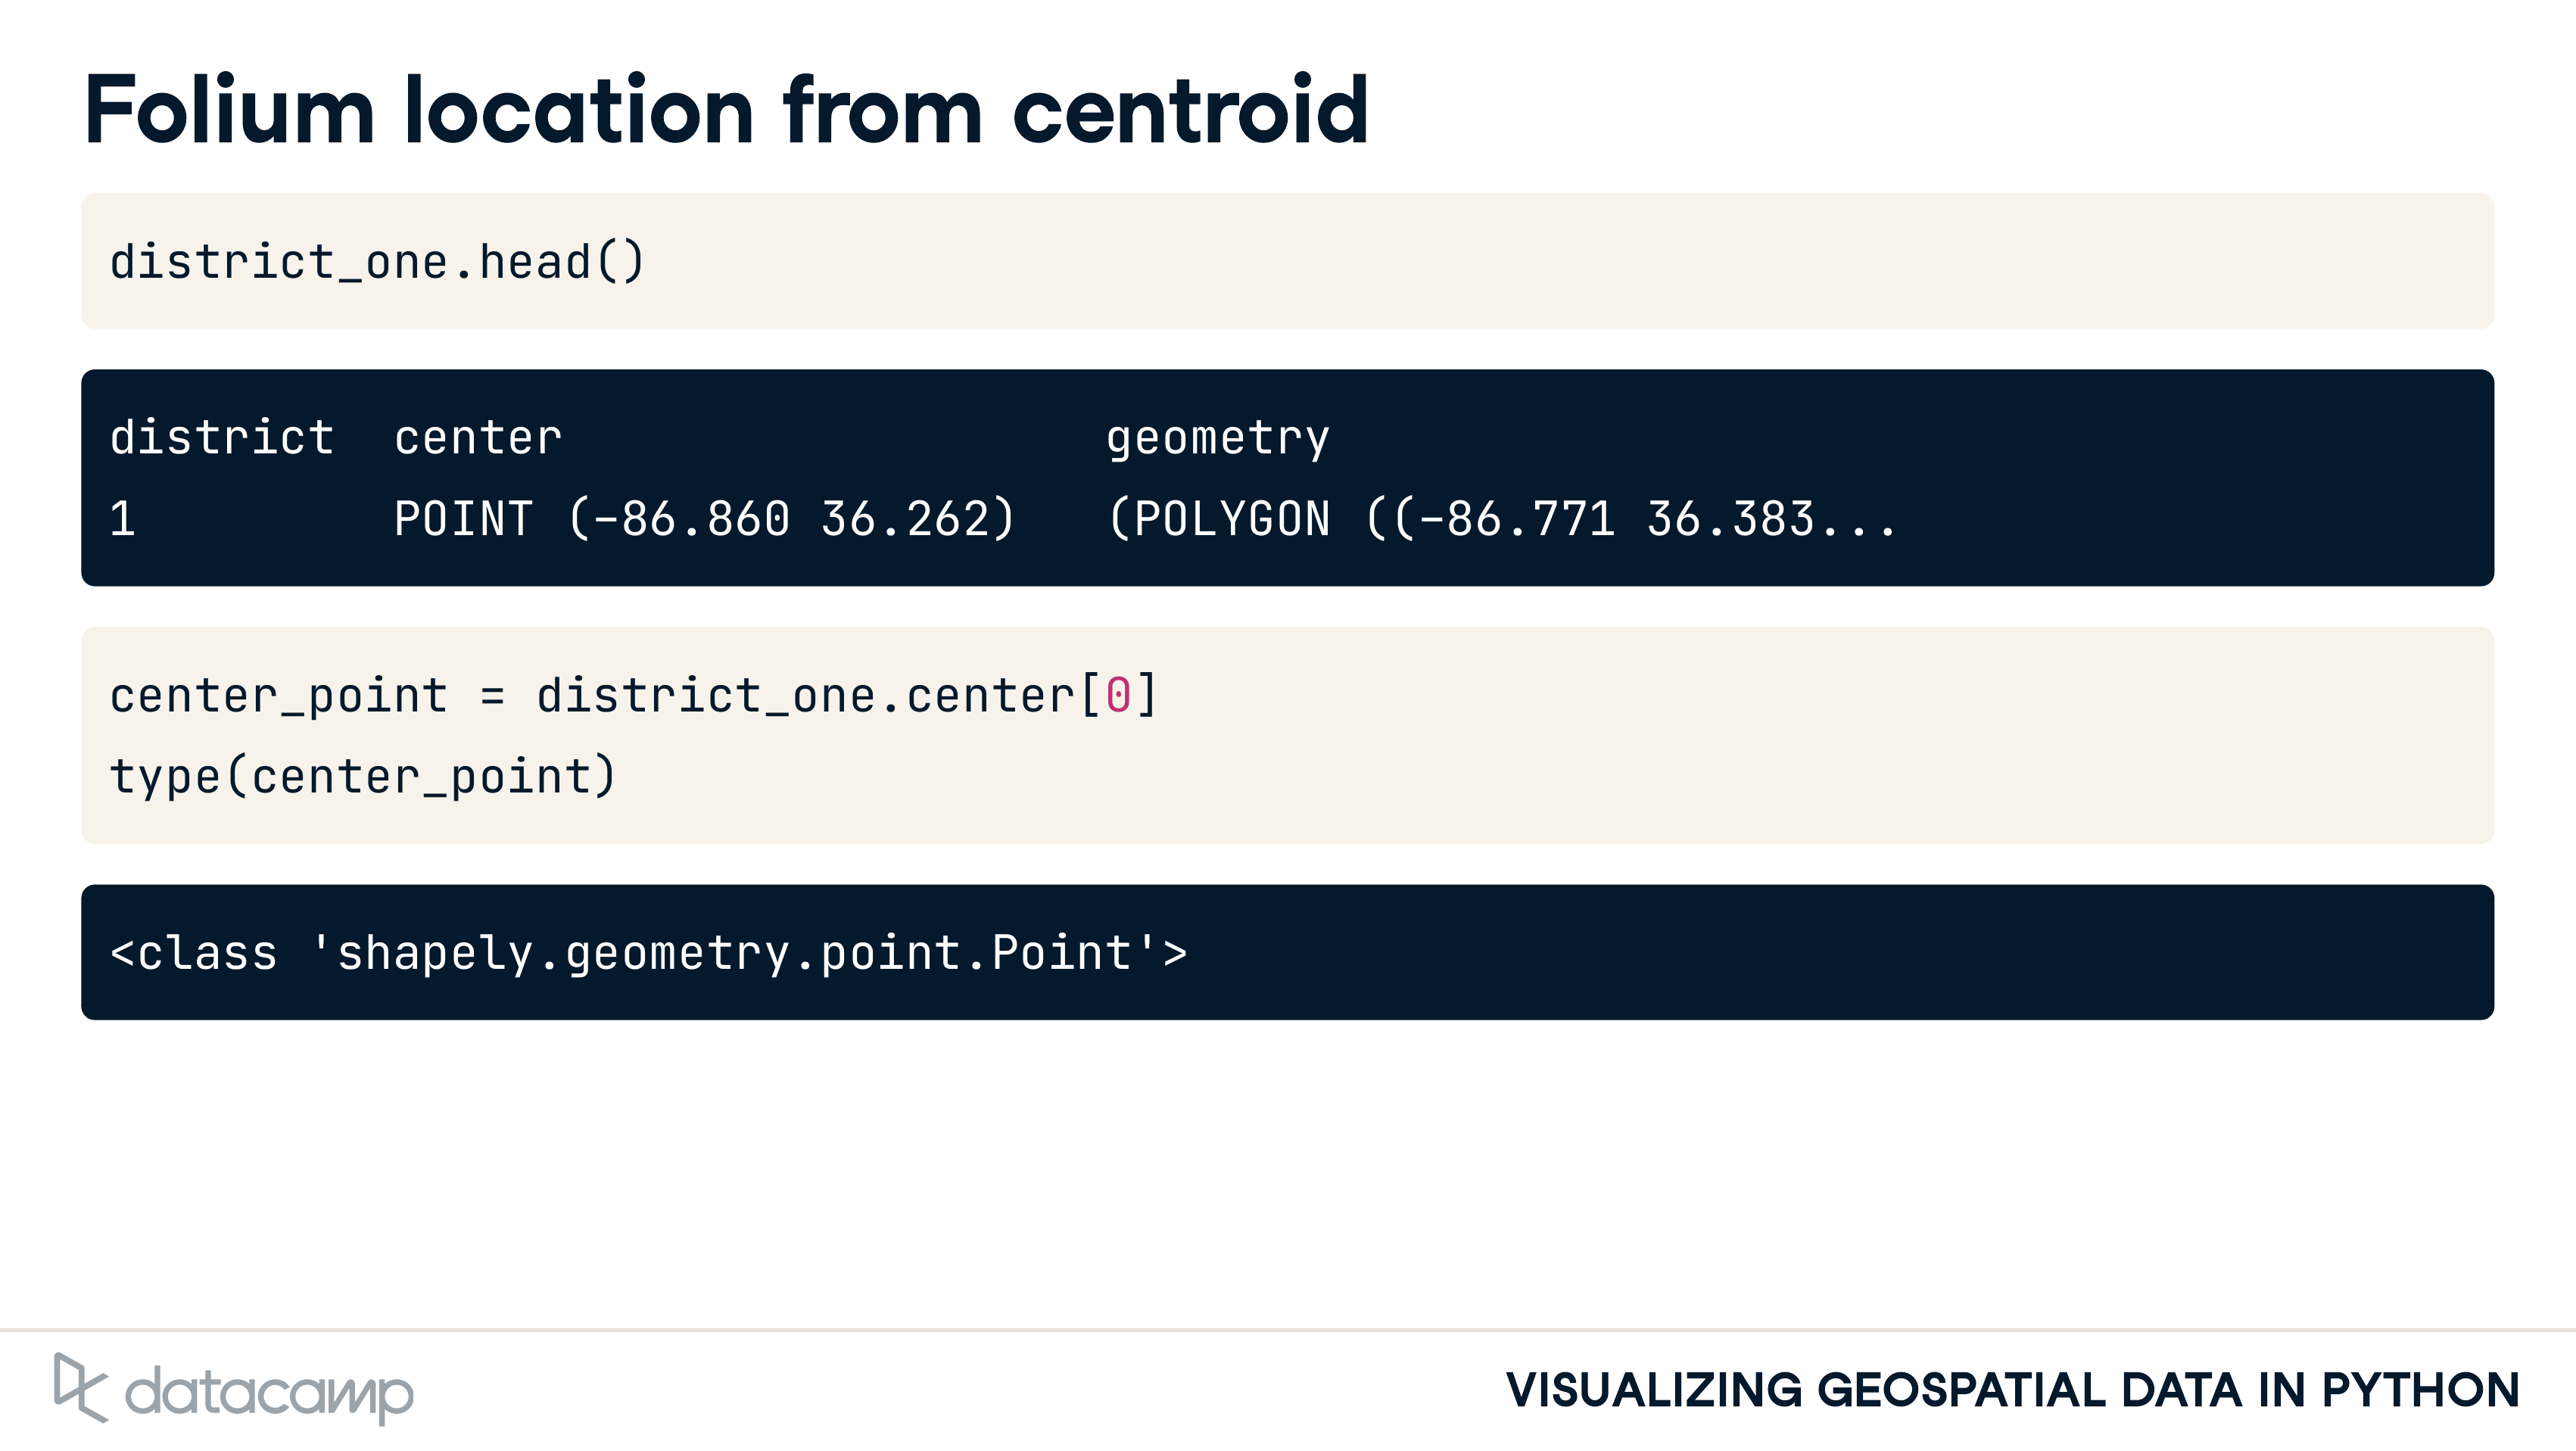 Folium location from centroid
district_one.head()
district  center                   geometry
1         POINT (-86.860 36.262)   (POLYGON ((-86.771 36.383...
center_point = district_one.center[0]
type(center_point)
<class 'shapely.geometry.point.Point'>
datacamp
VISUALIZING GEOSPATIAL DATA IN PYTHON